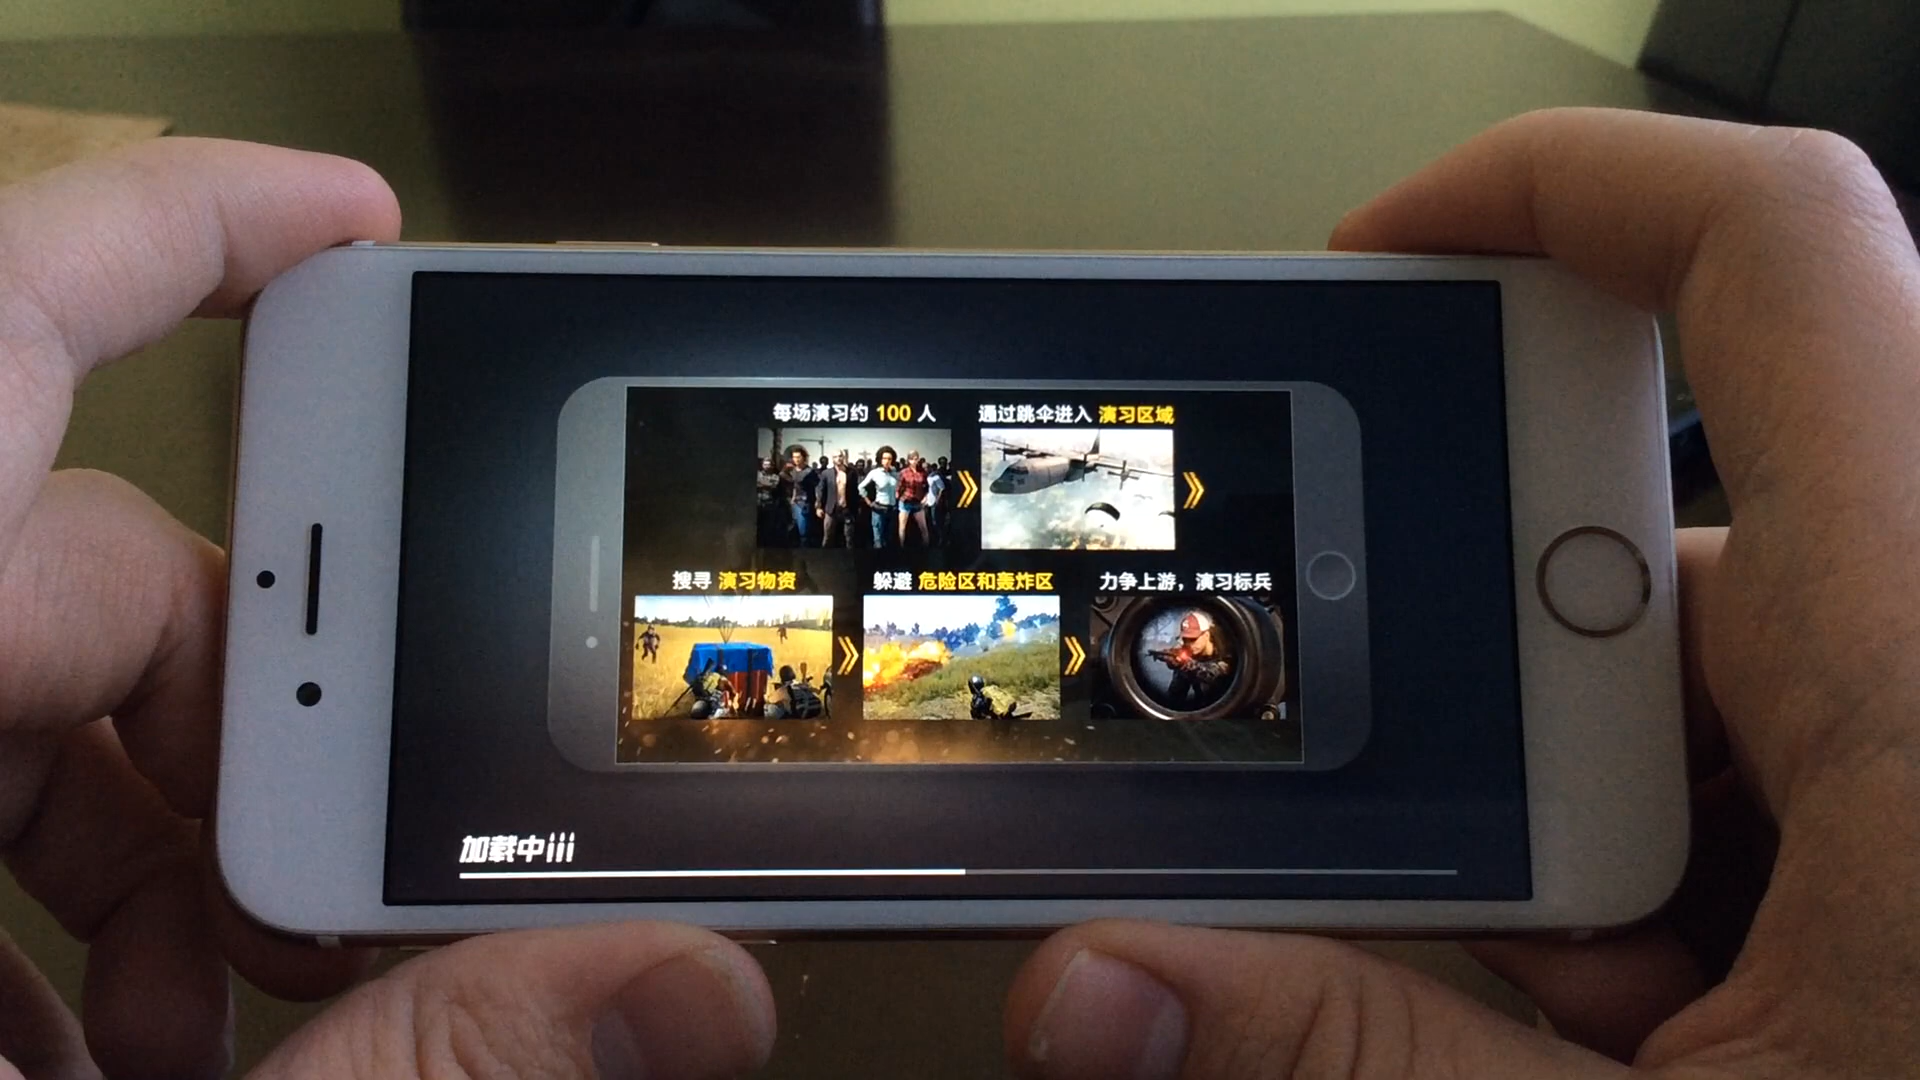 每场演习约 100 人
通过跳伞进入 演习区域
搜寻 演习物资
躲避 危险区和轰炸区
力争上游，演习标兵
加载中